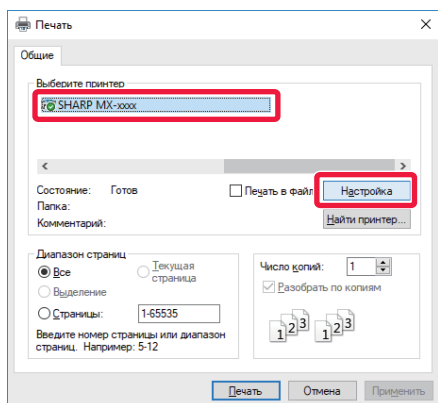 Печать
Общие
Выберите принтер
SHARP MX-xxxx
Состояние: Готов
Печать в файл
Настройка
Папка:
Комментарий:
Найти принтер...
Диапазон страниц
Все
Текущая страница
Выделение
Страницы: 1-65535
Введите номер страницы или диапазон
страниц. Например: 5-12
Число копий: 1
Разобрать по копиям
1 2 3 1 2 3
Печать Отмена Применить